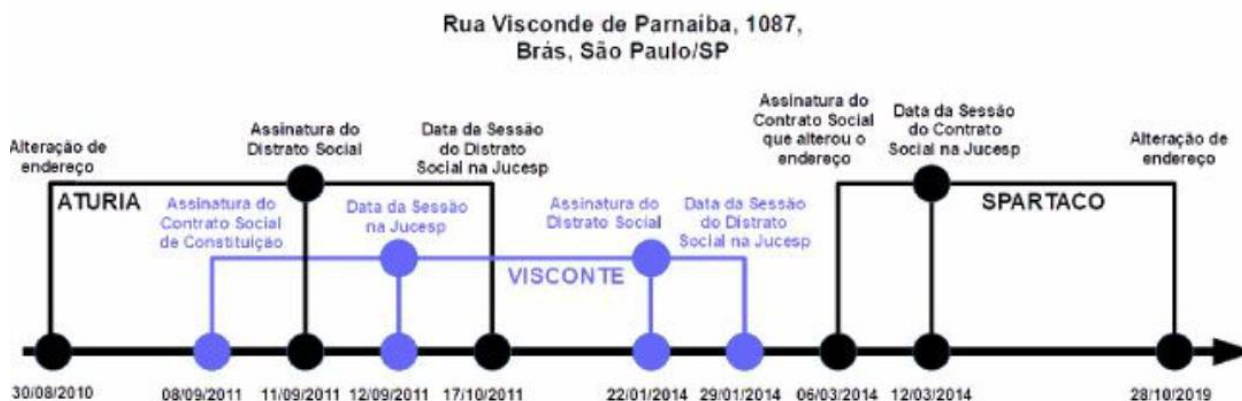 Rua Visconde de Parnaiba, 1087,
Brás, São Paulo/SP
Alteração de
endereço
Assinatura do
Distrato Social
Data da Sessão
do Distrato
Social na Jucesp
Assinatura do
Contrato Social
que alterou o
endereço
Data da Sessão
do Contrato
Social na Jucesp
Alteração de
endereço
ATURIA
Assinatura do
Contrato Social
de Constituição
Data da Sessão
na Jucesp
Assinatura do
Distrato Social
Data da Sessão
do Distrato
Social na Jucesp
SPARTACO
VISCONTE
30/08/2010
08/09/2011
11/09/2011
12/09/2011
17/10/2011
22/01/2014
29/01/2014
06/03/2014
12/03/2014
28/10/2019